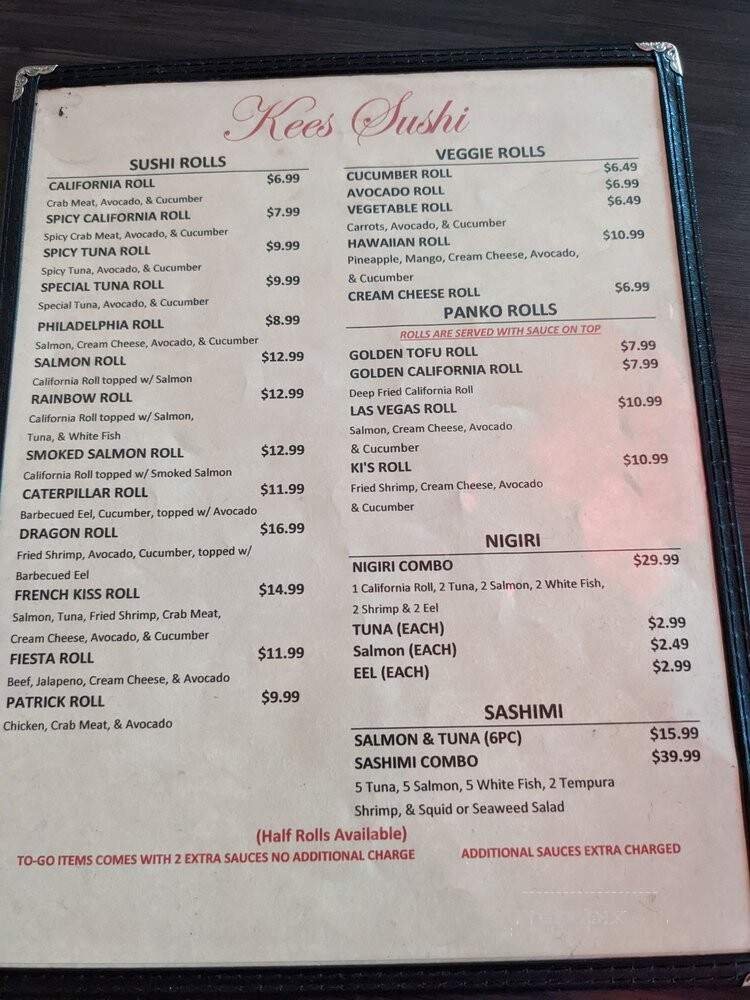 Kees Sushi
SUSHI ROLLS
CALIFORNIA ROLL $6.99
Crab Meat, Avocado, & Cucumber
SPICY CALIFORNIA ROLL $7.99
Spicy Crab Meat, Avocado, & Cucumber
SPICY TUNA ROLL $9.99
Spicy Tuna, Avocado, & Cucumber
SPECIAL TUNA ROLL $9.99
Special Tuna, Avocado, & Cucumber
PHILADELPHIA ROLL $8.99
Salmon, Cream Cheese, Avocado, & Cucumber
SALMON ROLL $12.99
California Roll topped w/ Salmon
RAINBOW ROLL $12.99
California Roll topped w/ Salmon,
Tuna, & White Fish
SMOKED SALMON ROLL $12.99
California Roll topped w/ Smoked Salmon
CATERPILLAR ROLL $11.99
Barbecued Eel, Cucumber, topped w/ Avocado
DRAGON ROLL $16.99
Fried Shrimp, Avocado, Cucumber, topped w/
Barbecued Eel
FRENCH KISS ROLL $14.99
Salmon, Tuna, Fried Shrimp, Crab Meat,
Cream Cheese, Avocado, & Cucumber
FIESTA ROLL $11.99
Beef, Jalapeno, Cream Cheese, & Avocado
PATRICK ROLL $9.99
Chicken, Crab Meat, & Avocado
VEGGIE ROLLS
CUCUMBER ROLL $6.49
AVOCADO ROLL $6.99
VEGETABLE ROLL $6.49
Carrots, Avocado, & Cucumber
HAWAIIAN ROLL $10.99
Pineapple, Mango, Cream Cheese, Avocado,
& Cucumber
CREAM CHEESE ROLL $6.99
PANKO ROLLS
ROLLS ARE SERVED WITH SAUCE ON TOP
GOLDEN TOFU ROLL $7.99
GOLDEN CALIFORNIA ROLL $7.99
Deep Fried California Roll
LAS VEGAS ROLL $10.99
Salmon, Cream Cheese, Avocado
& Cucumber
KI'S ROLL $10.99
Fried Shrimp, Cream Cheese, Avocado
& Cucumber
NIGIRI
NIGIRI COMBO $29.99
1 California Roll, 2 Tuna, 2 Salmon, 2 White Fish,
2 Shrimp & 2 Eel
TUNA (EACH) $2.99
Salmon (EACH) $2.49
EEL (EACH) $2.99
SASHIMI
SALMON & TUNA (6PC) $15.99
SASHIMI COMBO $39.99
5 Tuna, 5 Salmon, 5 White Fish, 2 Tempura
Shrimp, & Squid or Seaweed Salad
(Half Rolls Available)
TO-GO ITEMS COMES WITH 2 EXTRA SAUCES NO ADDITIONAL CHARGE ADDITIONAL SAUCES EXTRA CHARGED